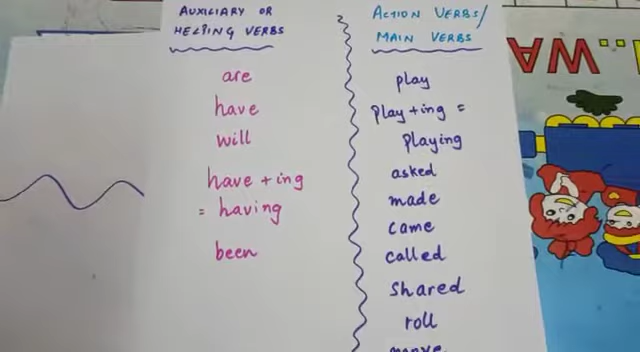 AUXILIARY OR
HELPING VERBS
are
have
will
have + ing
= having
been
ACTION VERBS/
MAIN VERBS
play
play +ing =
playing
asked
made
came
called
shared
roll